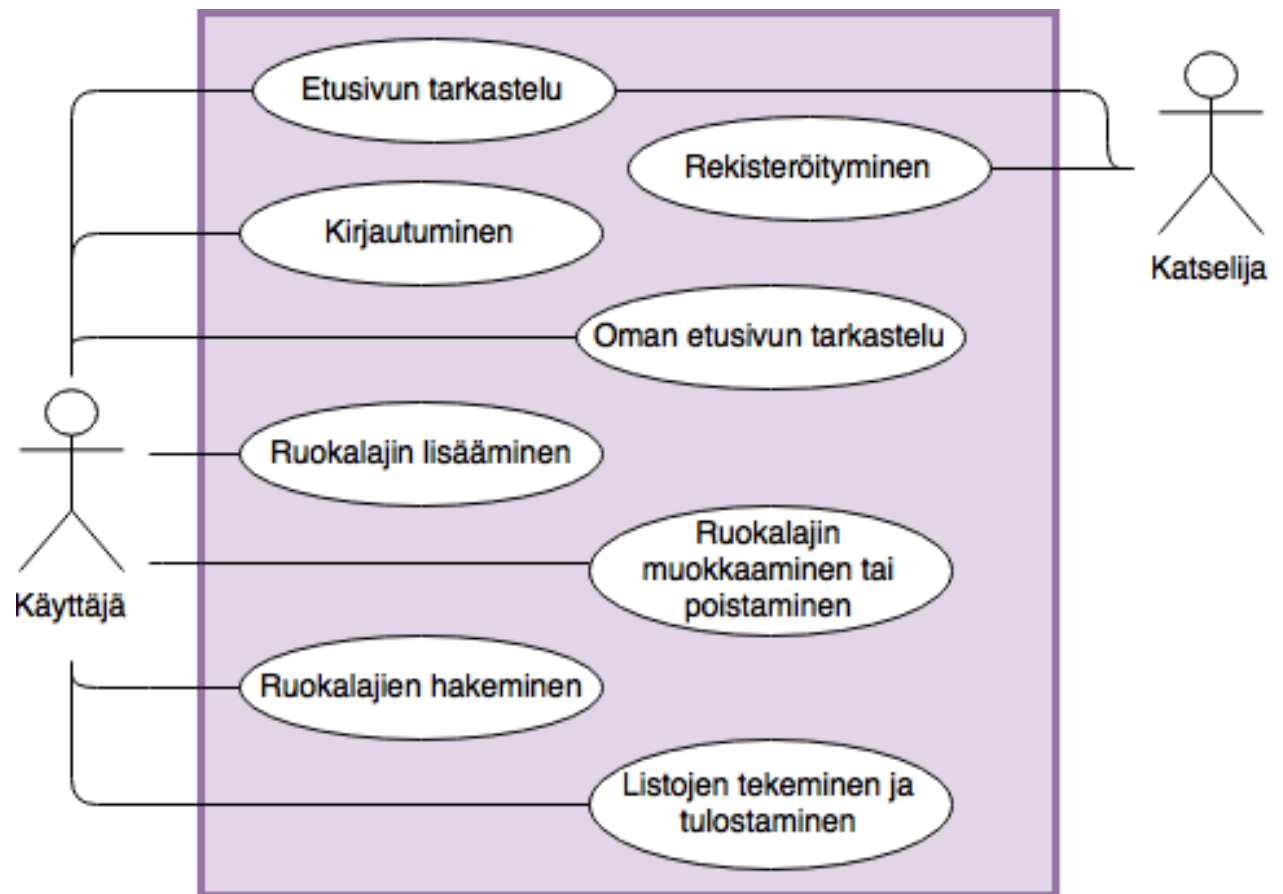 Etusivun tarkastelu
Rekisteröityminen
Kirjautuminen
Katselija
Oman etusivun tarkastelu
Ruokalajin lisääminen
Ruokalajin
muokkaaminen tai
poistaminen
Käyttäjä
Ruokalajien hakeminen
Listojen tekeminen ja
tulostaminen